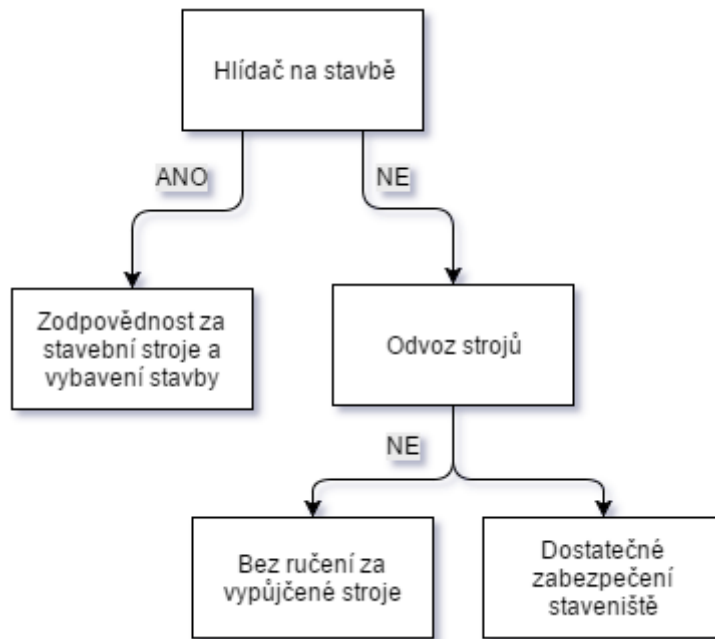 Hlídač na stavbě
ANO
NE
Zodpovědnost za
stavební stroje a
vybavení stavby
Odvoz strojů
NE
Bez ručení za
vypůjčené stroje
Dostatečné
zabezpečení
staveniště